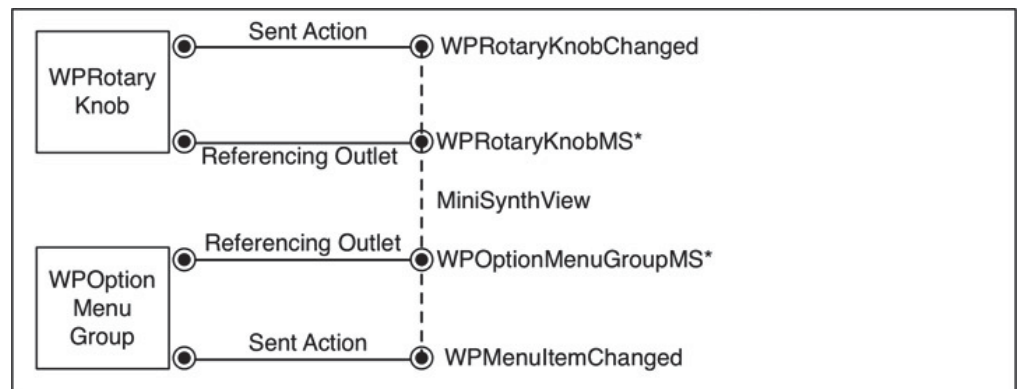 Sent Action
WPRotaryKnobChanged
WPRotary
Knob
WPRotaryKnobMS*
Referencing Outlet
MiniSynthView
Referencing Outlet
WPOptionMenuGroupMS*
WPOption
Menu
Group
Sent Action
WPMenuItemChanged